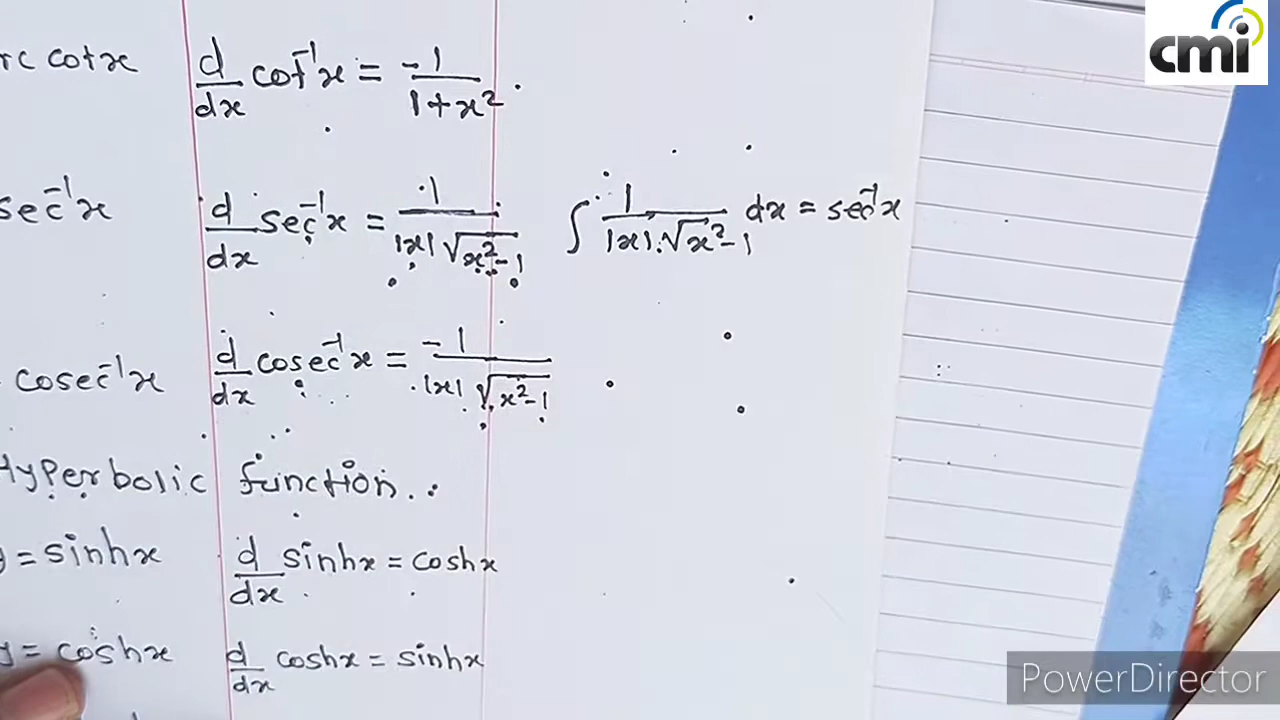 cmi
rc cotx d/dx cot⁻¹x = -1/1+x².
sec⁻¹x d/dx sec⁻¹x = 1/|x|√x²-1 ∫ 1/|x|.√x²-1 dx = sec⁻¹x
cosec⁻¹x d/dx cosec⁻¹x = -1/|x| √x²-1
Hyperbolic function..
y = sinhx d/dx sinhx = coshx
y = coshx d/dx coshx = sinhx
PowerDirector